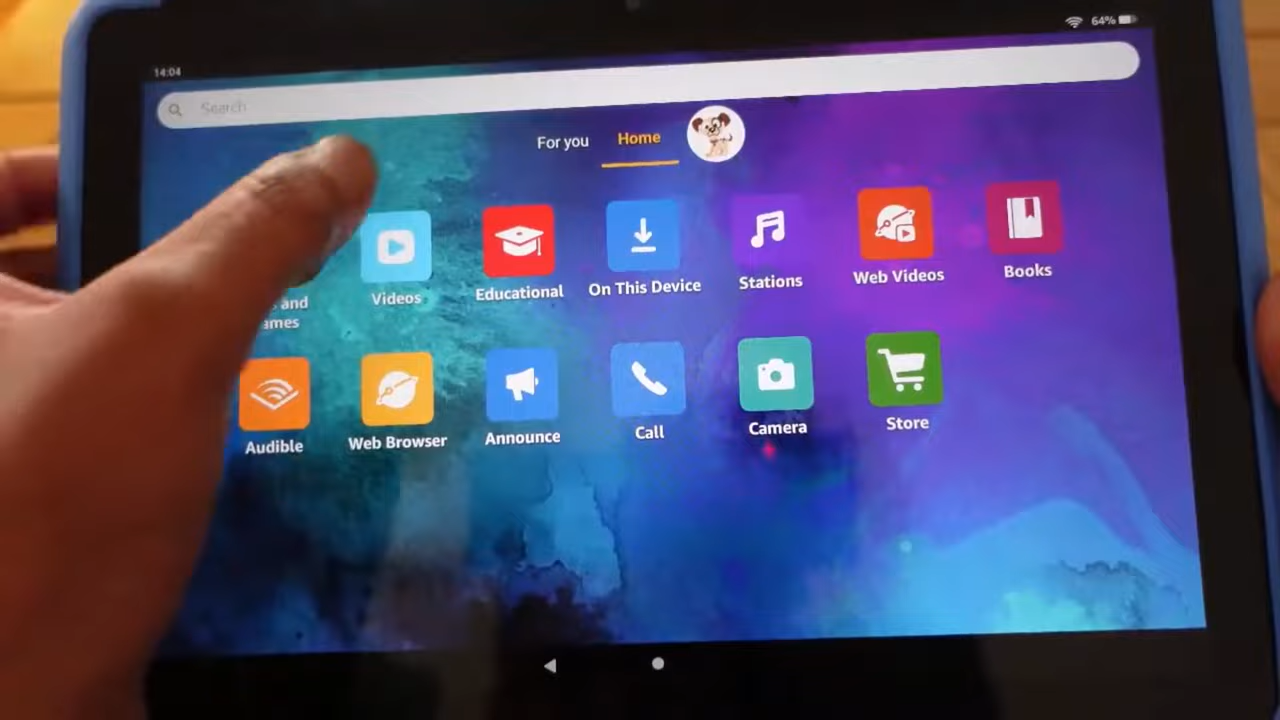 14:04
64%
Search
For you
Home
and
Videos
Educational
On This Device
Stations
Web Videos
Books
Audible
Web Browser
Announce
Call
Camera
Store